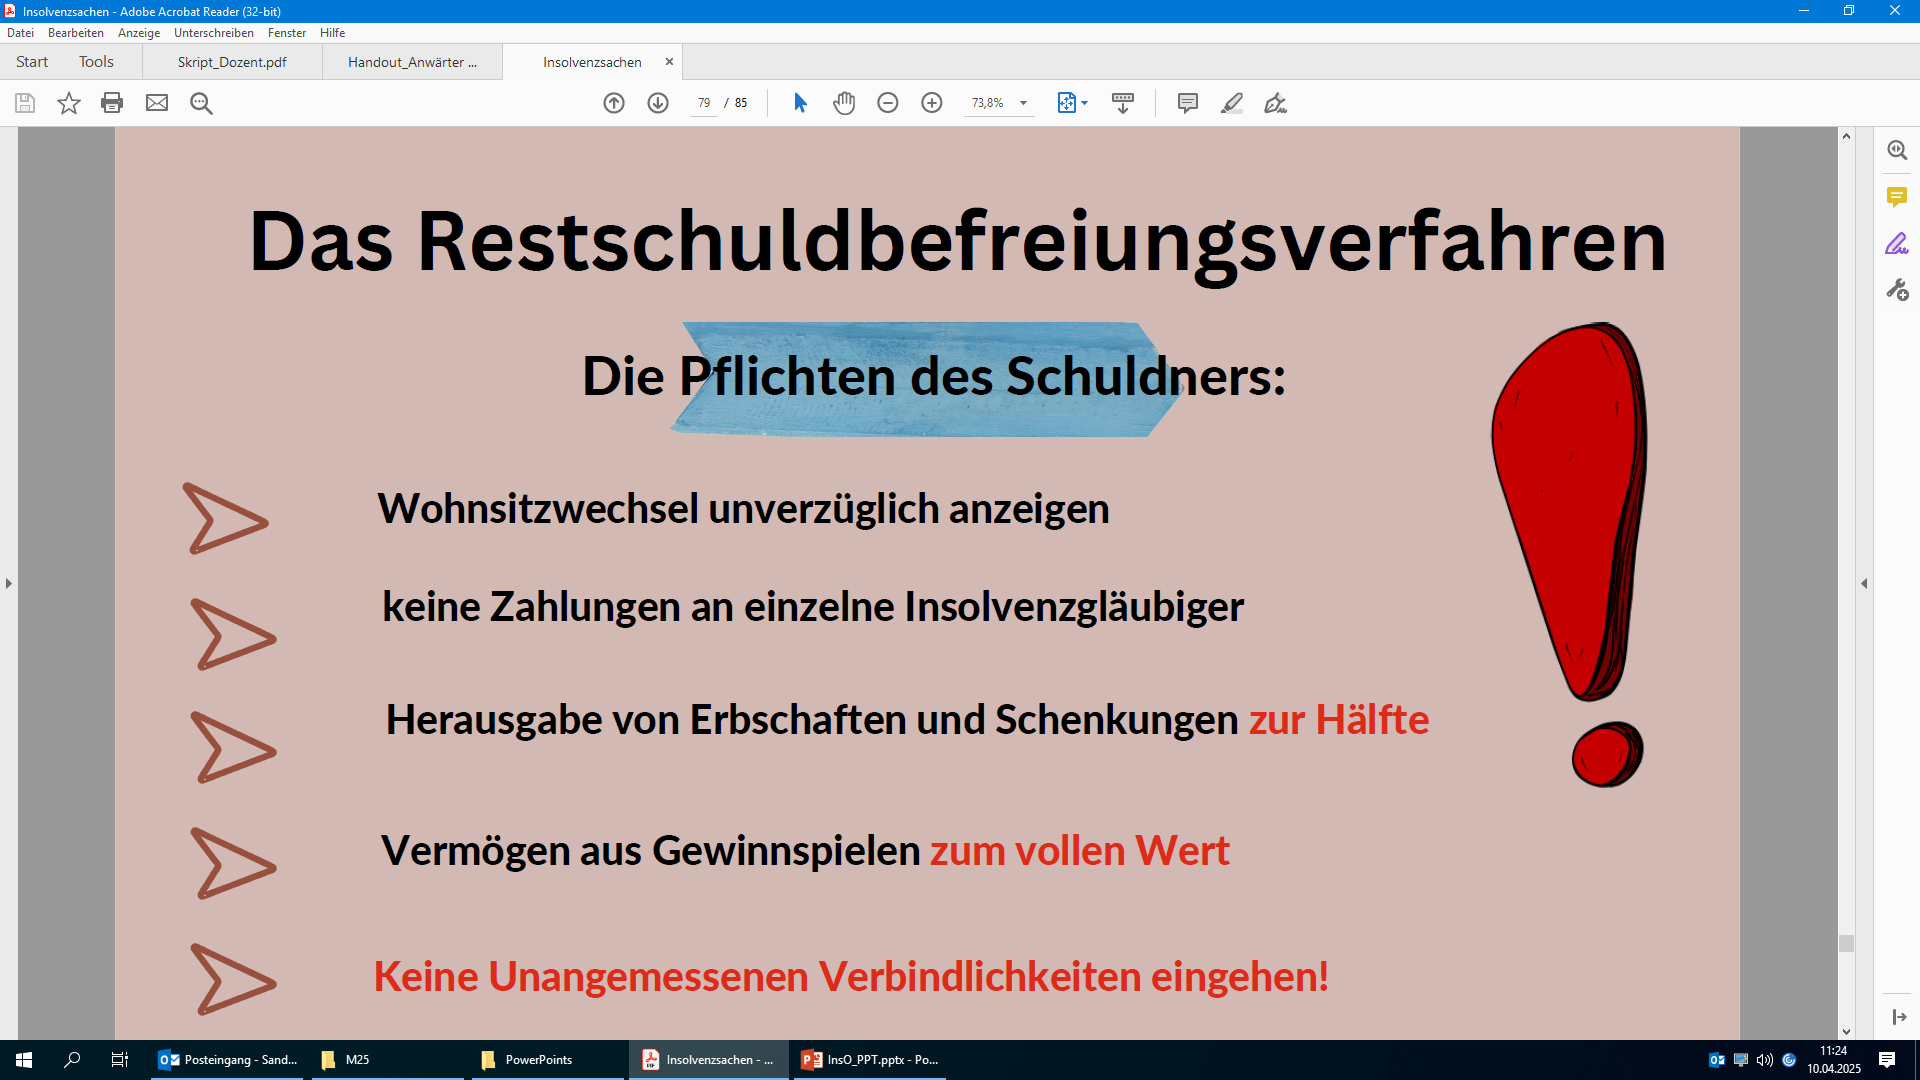 Insolvenzsachen - Adobe Acrobat Reader (32-bit)
Datei Bearbeiten Anzeige Unterschreiben Fenster Hilfe
Start Tools Skript_Dozent.pdf Handout_Anwärter ... Insolvenzsachen
79 / 85 73,8%
Das Restschuldbefreiungsverfahren
Die Pflichten des Schuldners:
Wohnsitzwechsel unverzüglich anzeigen
keine Zahlungen an einzelne Insolvenzgläubiger
Herausgabe von Erbschaften und Schenkungen zur Hälfte
Vermögen aus Gewinnspielen zum vollen Wert
Keine Unangemessenen Verbindlichkeiten eingehen!
Posteingang - Sand... M25 PowerPoints Insolvenzsachen - ... InsO_PPT.pptx - Po... 11:24
10.04.2025